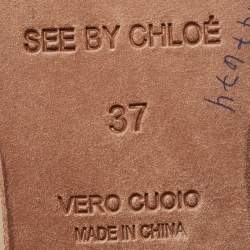 SEE BY CHLOÉ
37
VERO CUOIO
MADE IN CHINA